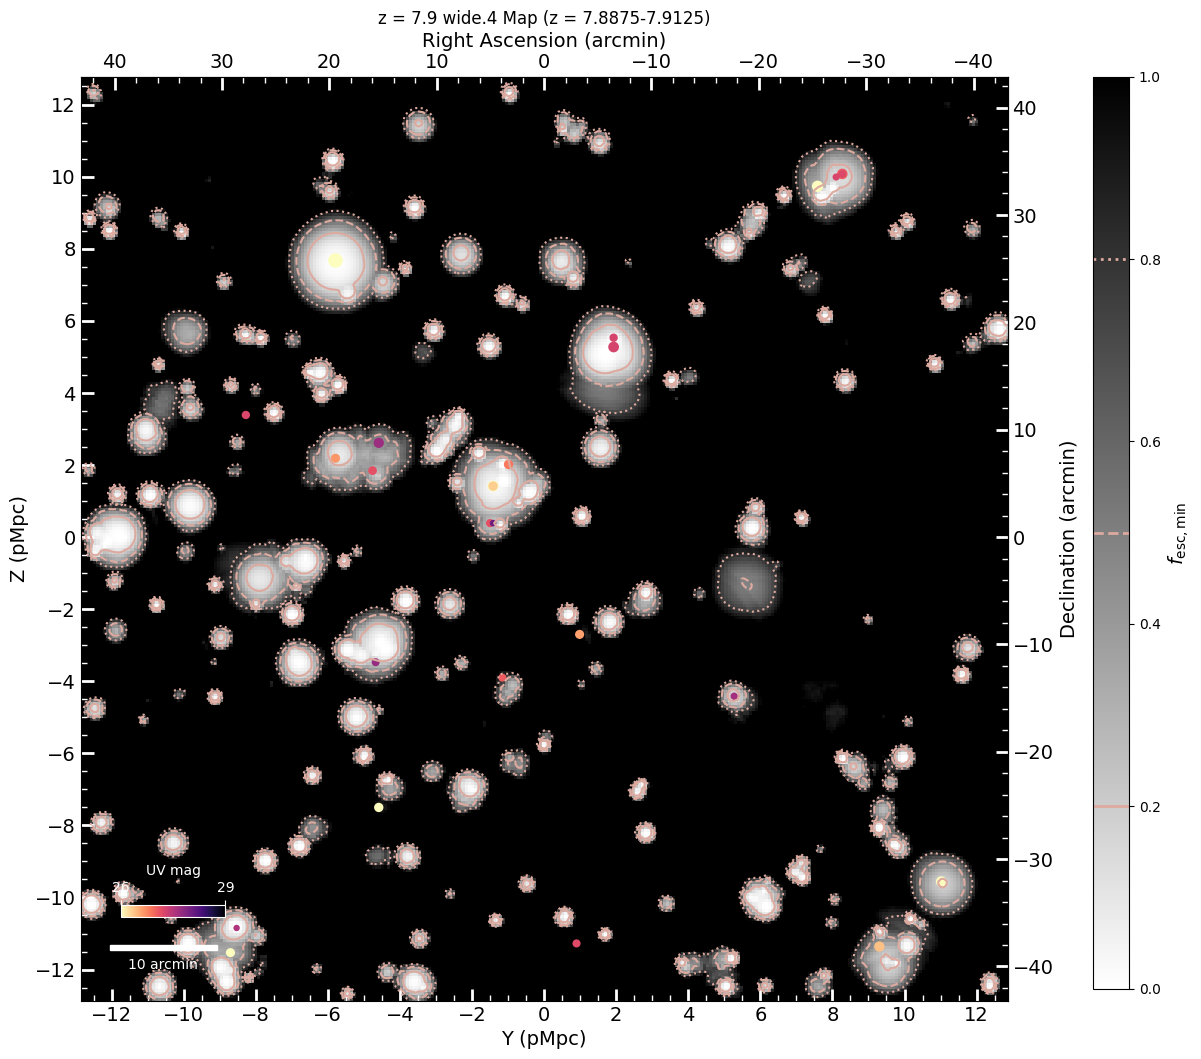 z = 7.9 wide.4 Map (z = 7.8875-7.9125)
Right Ascension (arcmin)
40 30 20 10 0 −10 −20 −30 −40
12 10 8 6 4 2 0 −2 −4 −6 −8 −10 −12
Z (pMpc)
40 30 20 10 0 −10 −20 −30 −40
Declination (arcmin)
1.0 0.8 0.6 0.4 0.2 0.0
fesc,min
UV mag
26 29
10 arcmin
−12 −10 −8 −6 −4 −2 0 2 4 6 8 10 12
Y (pMpc)